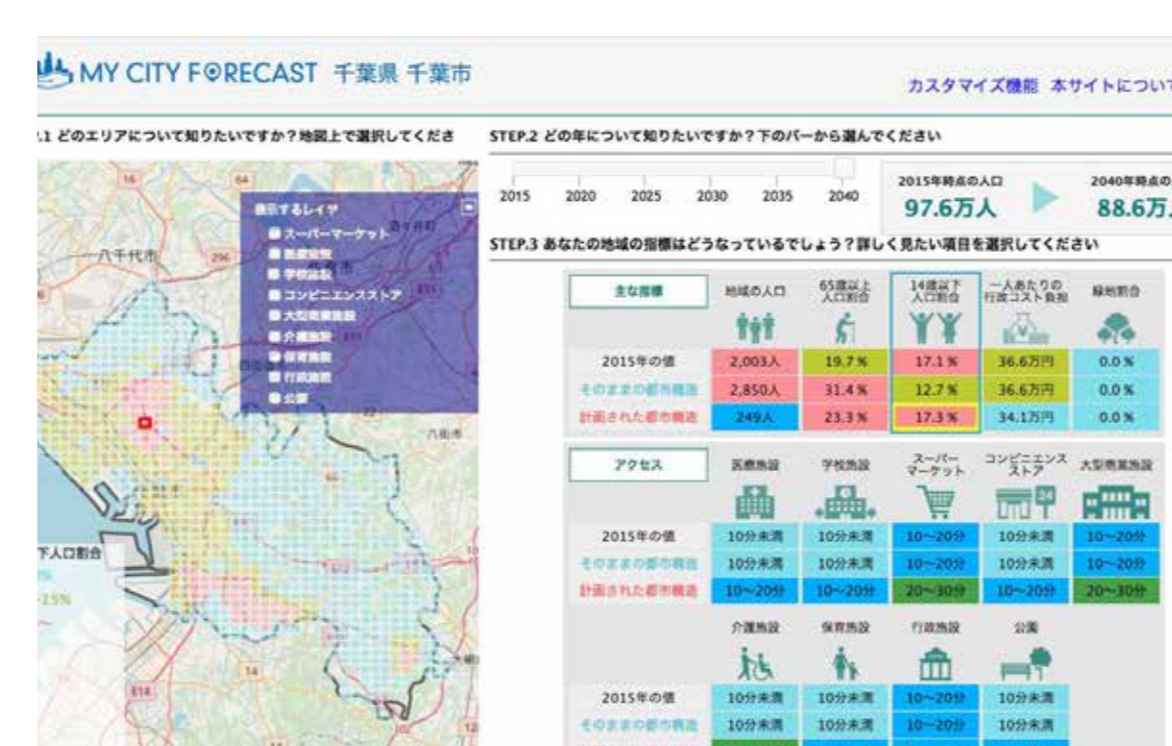 MY CITY FORECAST 千葉県 千葉市
カスタマイズ機能 本サイトについて
.1 どのエリアについて知りたいですか？地図上で選択してくださ
STEP.2 どの年について知りたいですか？下のバーから選んでください
2015 2020 2025 2030 2035 2040
2015年時点の人口
97.6万人
2040年時点の
88.6万
STEP.3 あなたの地域の指標はどうなっているでしょう？詳しく見たい項目を選択してください
表示するレイヤ
スーパーマーケット
医療施設
学校施設
コンビニエンスストア
大型商業施設
介護施設
保育施設
行政施設
公園
16
64
八千代市
296
八街市
22
14
E14
下人口割合
主な指標 地域の人口 65歳以上人口割合 14歳以下人口割合 一人あたりの行政コスト負担 緑地割合
2015年の値 2,003人 19.7% 17.1% 36.6万円 0.0%
そのままの都市構造 2,850人 31.4% 12.7% 36.6万円 0.0%
計画された都市構造 249人 23.3% 17.3% 34.1万円 0.0%
アクセス 医療施設 学校施設 スーパーマーケット コンビニエンスストア 大型商業施設
24
2015年の値 10分未満 10分未満 10〜20分 10分未満 10〜20分
そのままの都市構造 10分未満 10分未満 10〜20分 10分未満 10〜20分
計画された都市構造 10〜20分 10〜20分 20〜30分 10〜20分 20〜30分
介護施設 保育施設 行政施設 公園
2015年の値 10分未満 10分未満 10〜20分 10分未満
そのままの都市構造 10分未満 10分未満 10〜20分 10分未満